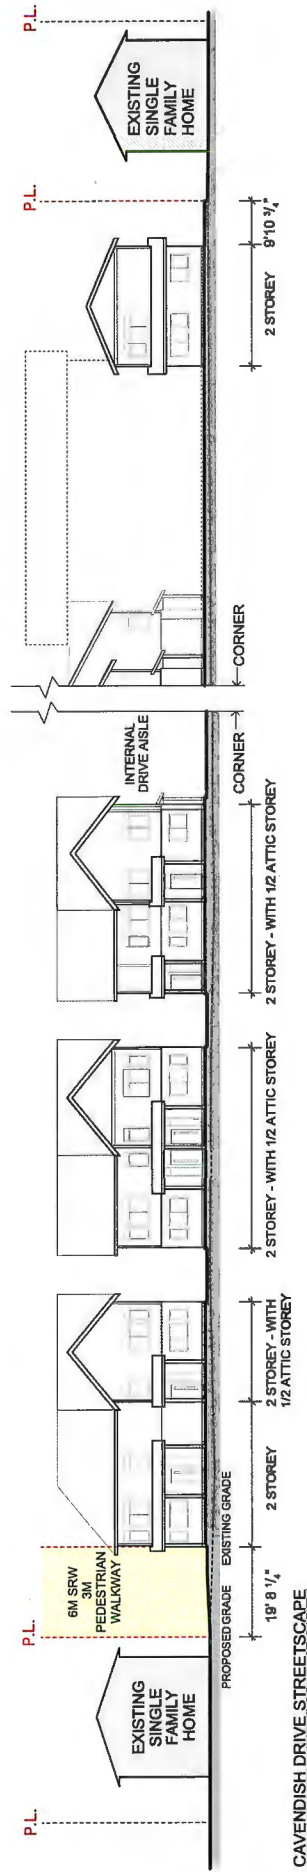 P.L.
P.L.
P.L.
P.L.
EXISTING
SINGLE
FAMILY
HOME
6M SRW
3M
PEDESTRIAN
WALKWAY
INTERNAL
DRIVE AISLE
EXISTING
SINGLE
FAMILY
HOME
PROPOSED GRADE
EXISTING GRADE
19' 8 1/4"
2 STOREY
2 STOREY - WITH
1/2 ATTIC STOREY
2 STOREY - WITH 1/2 ATTIC STOREY
2 STOREY - WITH 1/2 ATTIC STOREY
CORNER
CORNER
2 STOREY
9'10 3/4"
CAVENDISH DRIVE STREETSCAPE